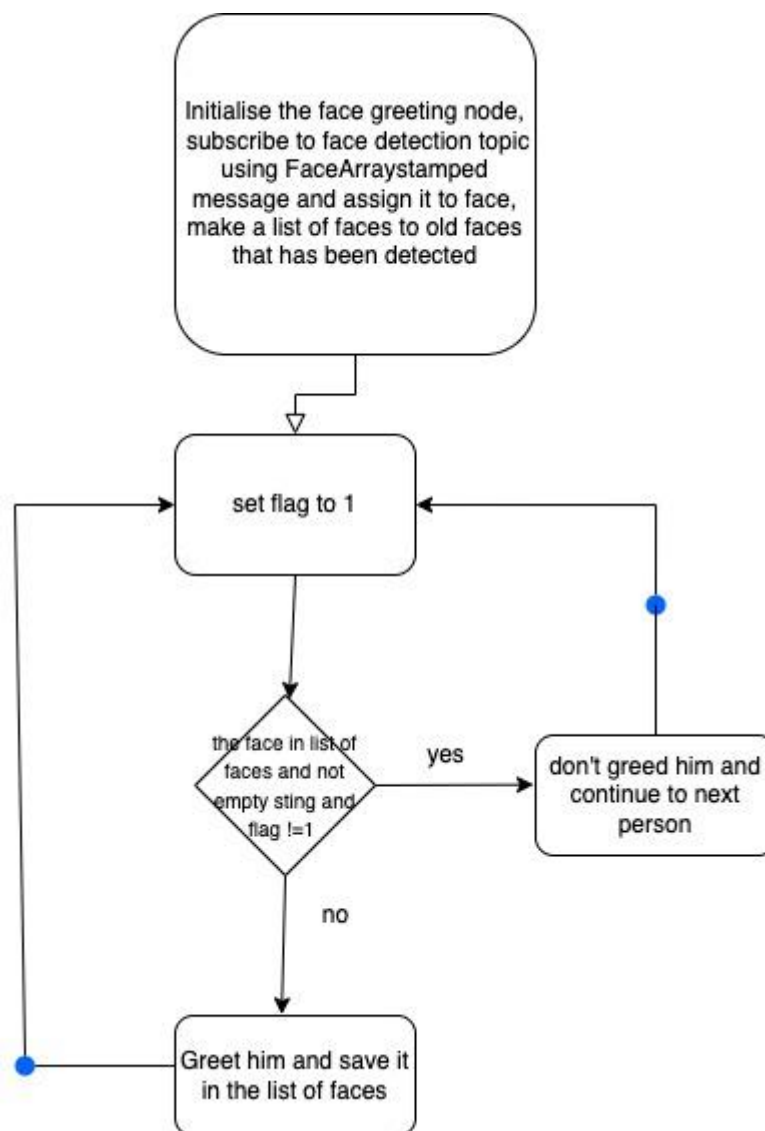 Initialise the face greeting node,
subscribe to face detection topic
using FaceArraystamped
message and assign it to face,
make a list of faces to old faces
that has been detected
set flag to 1
the face in list of
faces and not
empty sting and
flag !=1
yes
don't greed him and
continue to next
person
no
Greet him and save it
in the list of faces